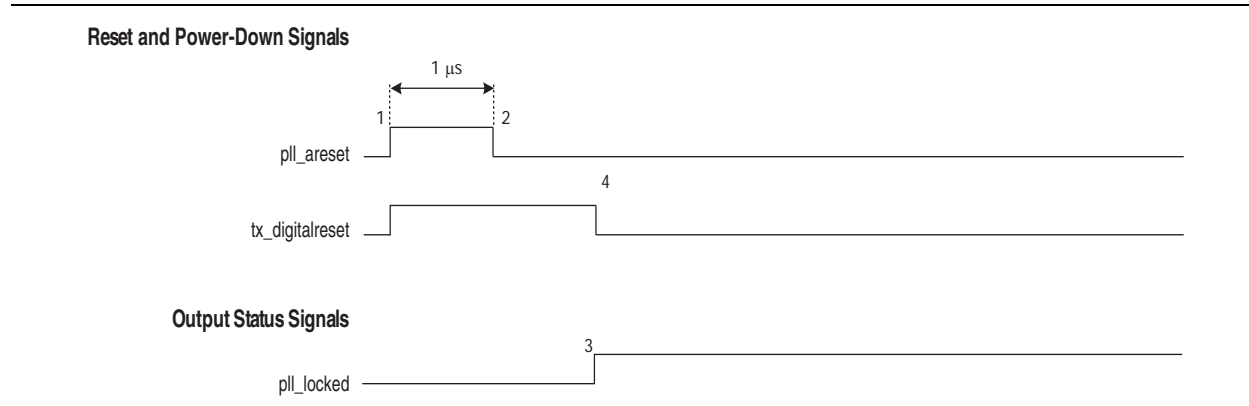 Reset and Power-Down Signals
1 μs
1
2
pll_areset
4
tx_digitalreset
Output Status Signals
3
pll_locked